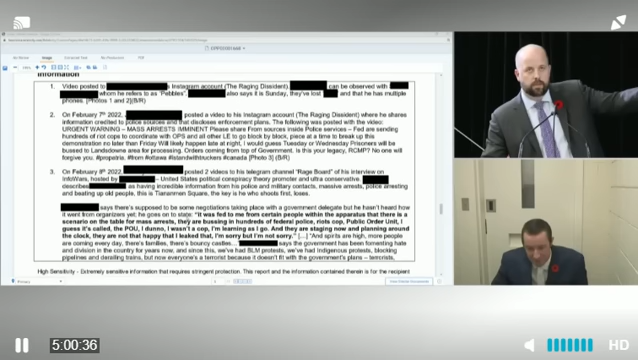 Information
1. Video posted to Instagram account (The Raging Dissident). can be observed with
whom he refers to as "Pebbles". also says it is Sunday, they've lost and that he has multiple
phones. [Photos 1 and 2](B/R)
2. On February 7th 2022, posted a video to his Instagram account (The Raging Dissident) where he shares
information credited to police sources and that discloses enforcement plans. The following was posted with the video:
URGENT WARNING – MASS ARRESTS IMMINENT Please share From sources inside Police services – Fed are sending
hundreds of riot cops to coordinate with OPS and all other LE to go block by block, piece at a time to break up this
demonstration no later than Friday Will likely happen late at night, I would guess Tuesday or Wednesday Prisoners will be
bussed to Landsdowne area for processing. Orders coming from top of Government. Is this your legacy, RCMP? No one will
forgive you. #ottawa #istandwithtruckers #canada [Photo 3] (B/R)
3. On February 8th 2022, posted 2 videos to his telegram channel "Rage Board" of his interview on
InfoWars, hosted by – United States political conspiracy theory promoter and ultra conservative.
describes as having incredible information from his police and military contacts, massive arrests, police arresting
and beating up old people, this is Tiananmen Square. the key is he who shoots first, loses.
says there's supposed to be some negotiations taking place with a government delegate but he hasn't heard
how it went from organizers yet; he goes on to state: "It was fed to me from certain people within the apparatus that there is a
scenario on the table for mass arrests, they are bussing in hundreds of federal police, riots cop, Public Order Unit, I
guess it's called, the POU, I dunno, I wasn't a cop, I'm learning as I go. And they are staging now and planning around
the clock, they are not that happy that I leaked that, I'm sorry but I'm not sorry." [...] "And spirits are high, more people
are coming every day, there's families, there's bouncy castles..." says the government has been fomenting hate
and division in the country for years now, and since this, we've had BLM protests, we've had Indigenous protests, blocking
pipelines and derailing trains, but now everyone's a terrorist because it doesn't fit with the government's plans – terrorists,
High Sensitivity - Extremely sensitive information that requires stringent protection. This report and the information contained therein is for the recipient
5:00:36
HD